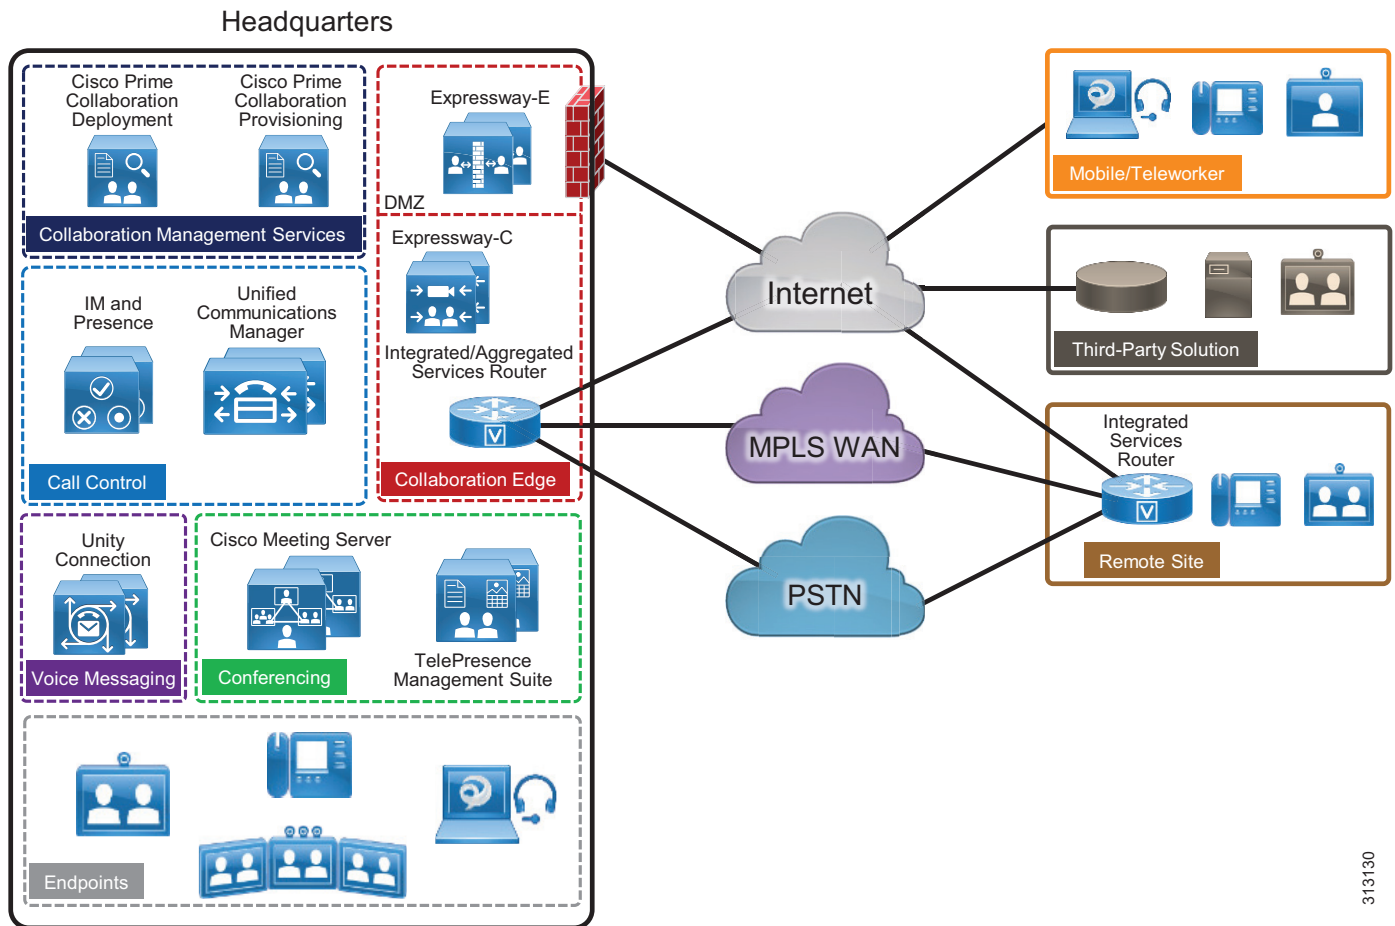 Headquarters
Cisco Prime
Collaboration
Deployment
Cisco Prime
Collaboration
Provisioning
Collaboration Management Services
Expressway-E
DMZ
Expressway-C
Integrated/Aggregated
Services Router
V
Collaboration Edge
IM and
Presence
Unified
Communications
Manager
Call Control
Unity
Connection
Voice Messaging
Cisco Meeting Server
Conferencing
TelePresence
Management Suite
Endpoints
Internet
MPLS WAN
PSTN
Mobile/Teleworker
Third-Party Solution
Integrated
Services
Router
V
Remote Site
313130